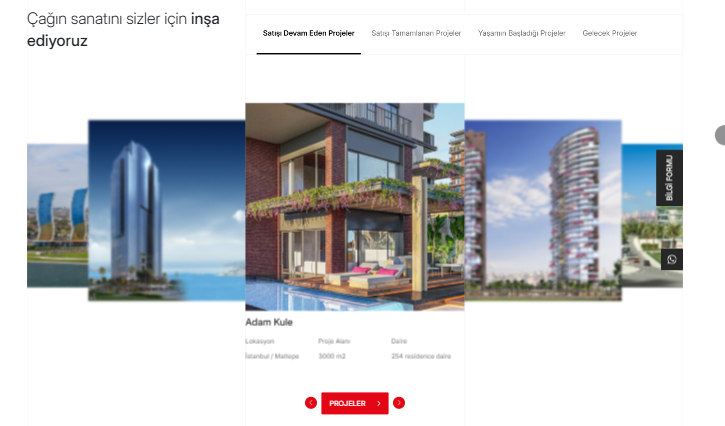 Çağın sanatını sizler için inşa
ediyoruz
Satışı Devam Eden Projeler
Satışı Tamamlanan Projeler
Yaşamın Başladığı Projeler
Gelecek Projeler
BİLGİ FORMU
Adam Kule
Lokasyon
Proje Alanı
Daire
İstanbul / Maltepe
3000 m2
254 residence daire
PROJELER